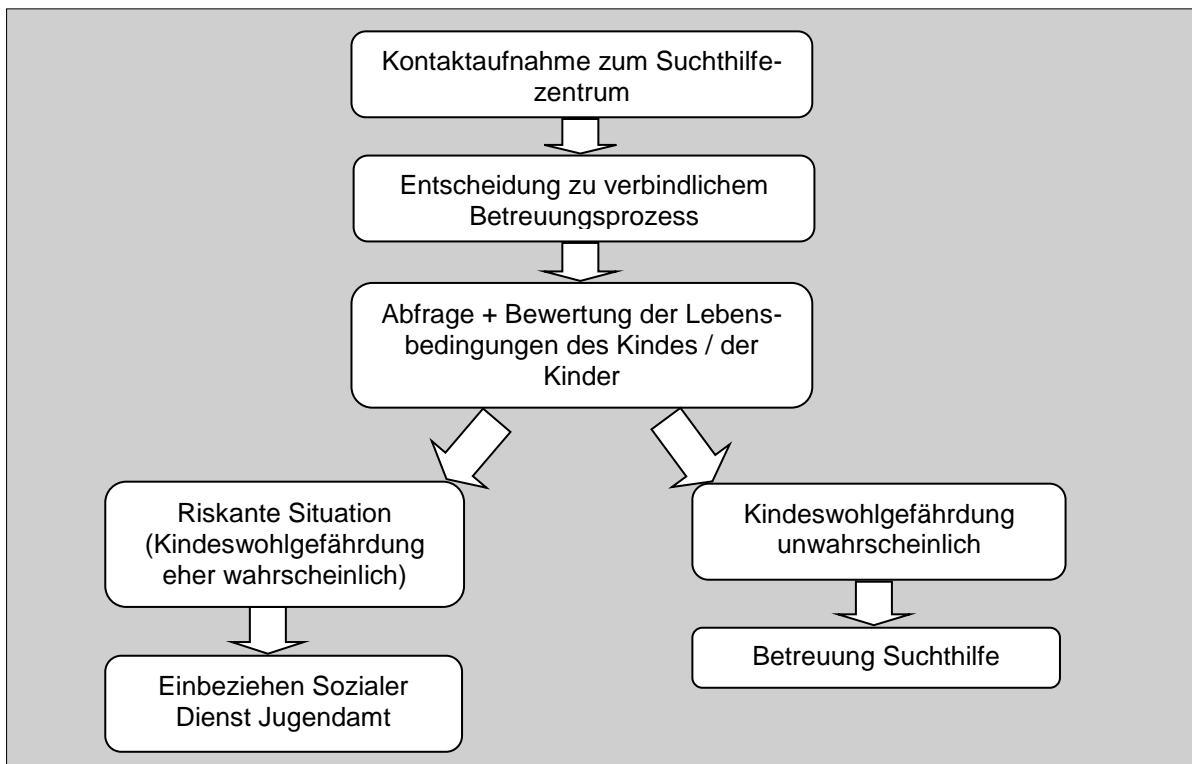 Kontaktaufnahme zum Suchthilfe-
zentrum
Entscheidung zu verbindlichem
Betreuungsprozess
Abfrage + Bewertung der Lebens-
bedingungen des Kindes / der
Kinder
Riskante Situation
(Kindeswohlgefährdung
eher wahrscheinlich)
Kindeswohlgefährdung
unwahrscheinlich
Einbeziehen Sozialer
Dienst Jugendamt
Betreuung Suchthilfe